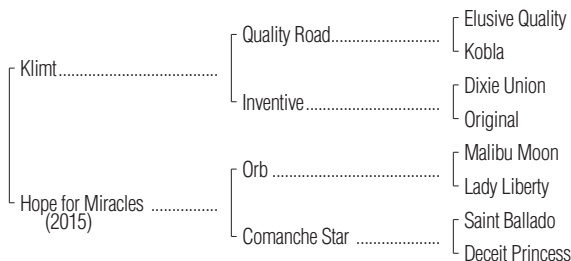 Elusive Quality
Quality Road
Kobla
Klimt
Dixie Union
Inventive
Original
Malibu Moon
Orb
Lady Liberty
Hope for Miracles
(2015)
Saint Ballado
Comanche Star
Deceit Princess